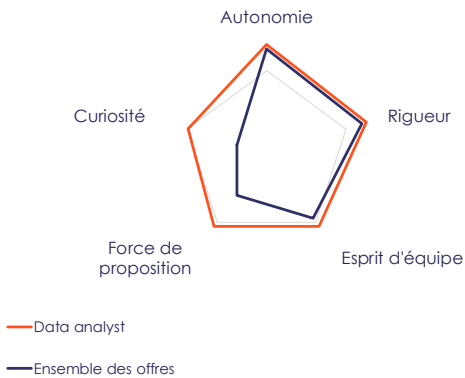 Autonomie
Curiosité
Rigueur
Force de
proposition
Esprit d'équipe
Data analyst
Ensemble des offres